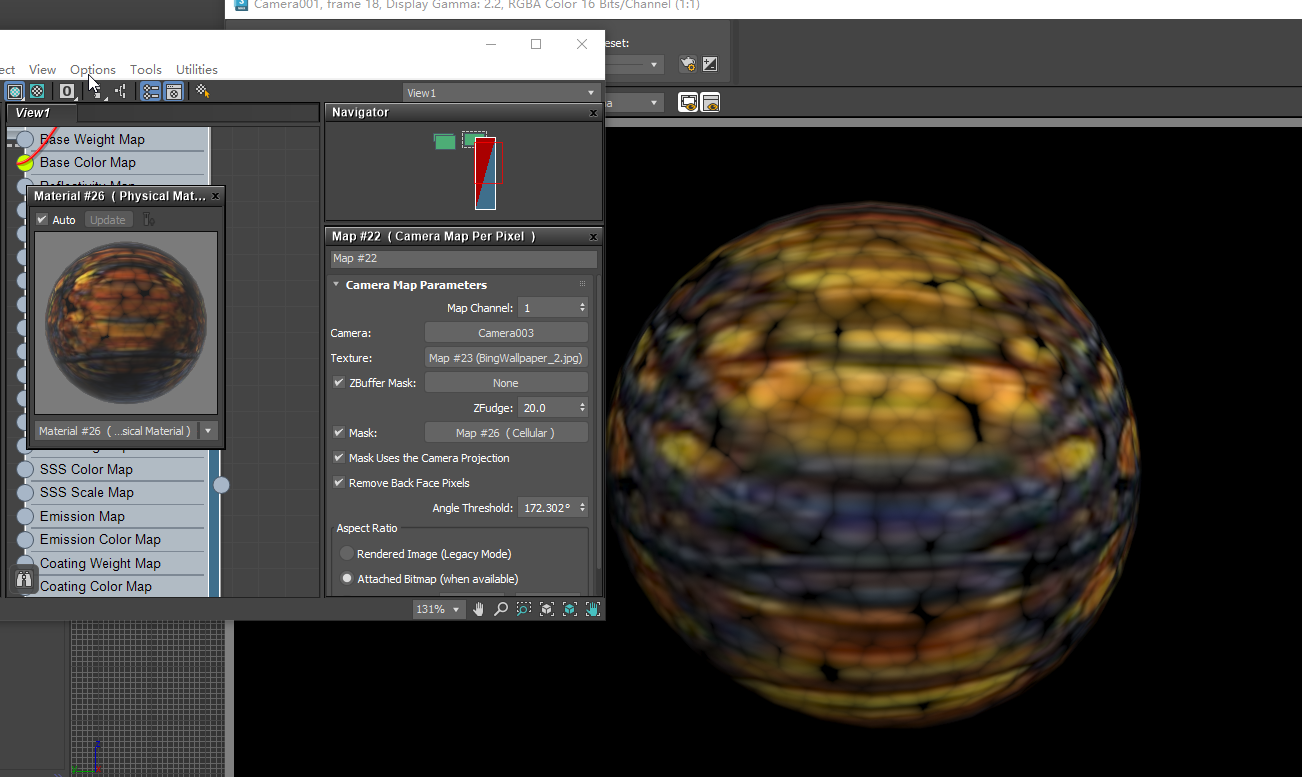 Camera001, frame 18, Display Gamma: 2.2, RGBA Color 16 Bits/Channel (1:1)
eset:
ect View Options Tools Utilities
0
View1
a
View1
Navigator
Base Weight Map
Base Color Map
Material #26 ( Physical Mat...
Auto Update
Map #22 ( Camera Map Per Pixel )
Map #22
Camera Map Parameters
Map Channel: 1
Camera: Camera003
Texture: Map #23 (BingWallpaper_2.jpg)
ZBuffer Mask: None
ZFudge: 20.0
Mask: Map #26 ( Cellular )
Mask Uses the Camera Projection
Remove Back Face Pixels
Angle Threshold: 172.302°
Aspect Ratio
Rendered Image (Legacy Mode)
Attached Bitmap (when available)
Material #26 ( ...sical Material )
SSS Color Map
SSS Scale Map
Emission Map
Emission Color Map
Coating Weight Map
Coating Color Map
131%
z